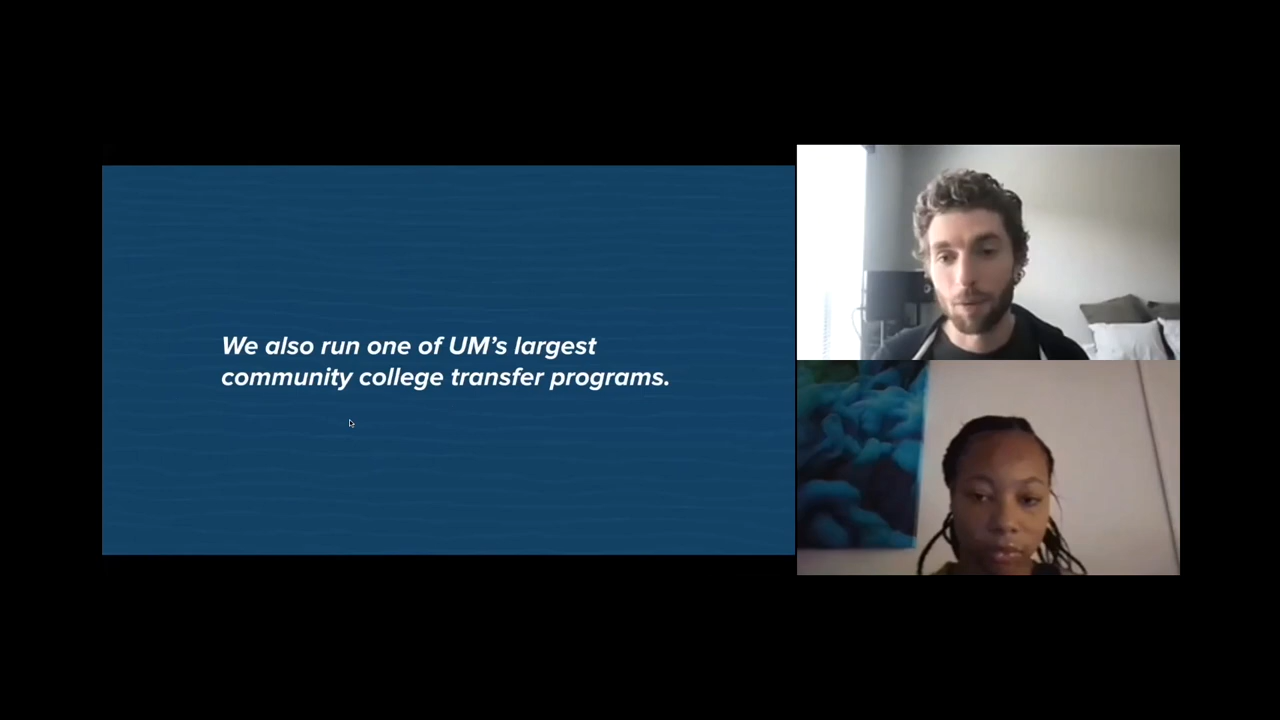 We also run one of UM’s largest
community college transfer programs.